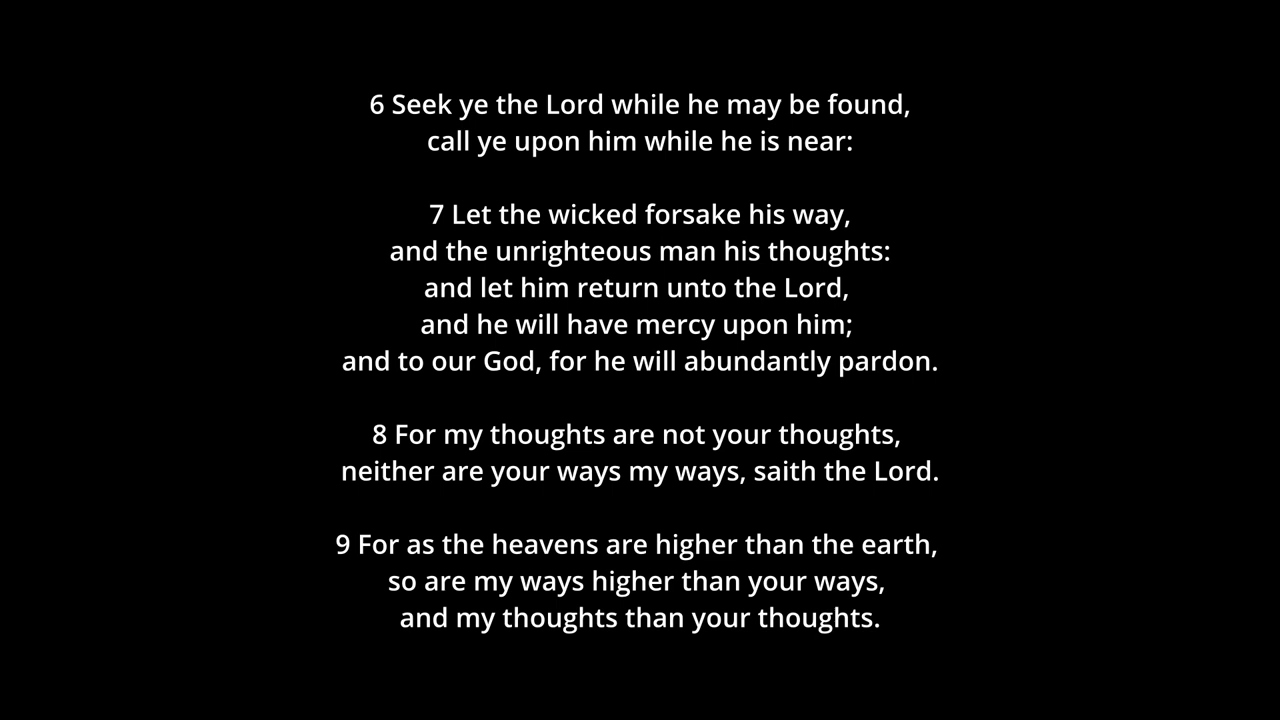 6 Seek ye the Lord while he may be found,
call ye upon him while he is near:
7 Let the wicked forsake his way,
and the unrighteous man his thoughts:
and let him return unto the Lord,
and he will have mercy upon him;
and to our God, for he will abundantly pardon.
8 For my thoughts are not your thoughts,
neither are your ways my ways, saith the Lord.
9 For as the heavens are higher than the earth,
so are my ways higher than your ways,
and my thoughts than your thoughts.